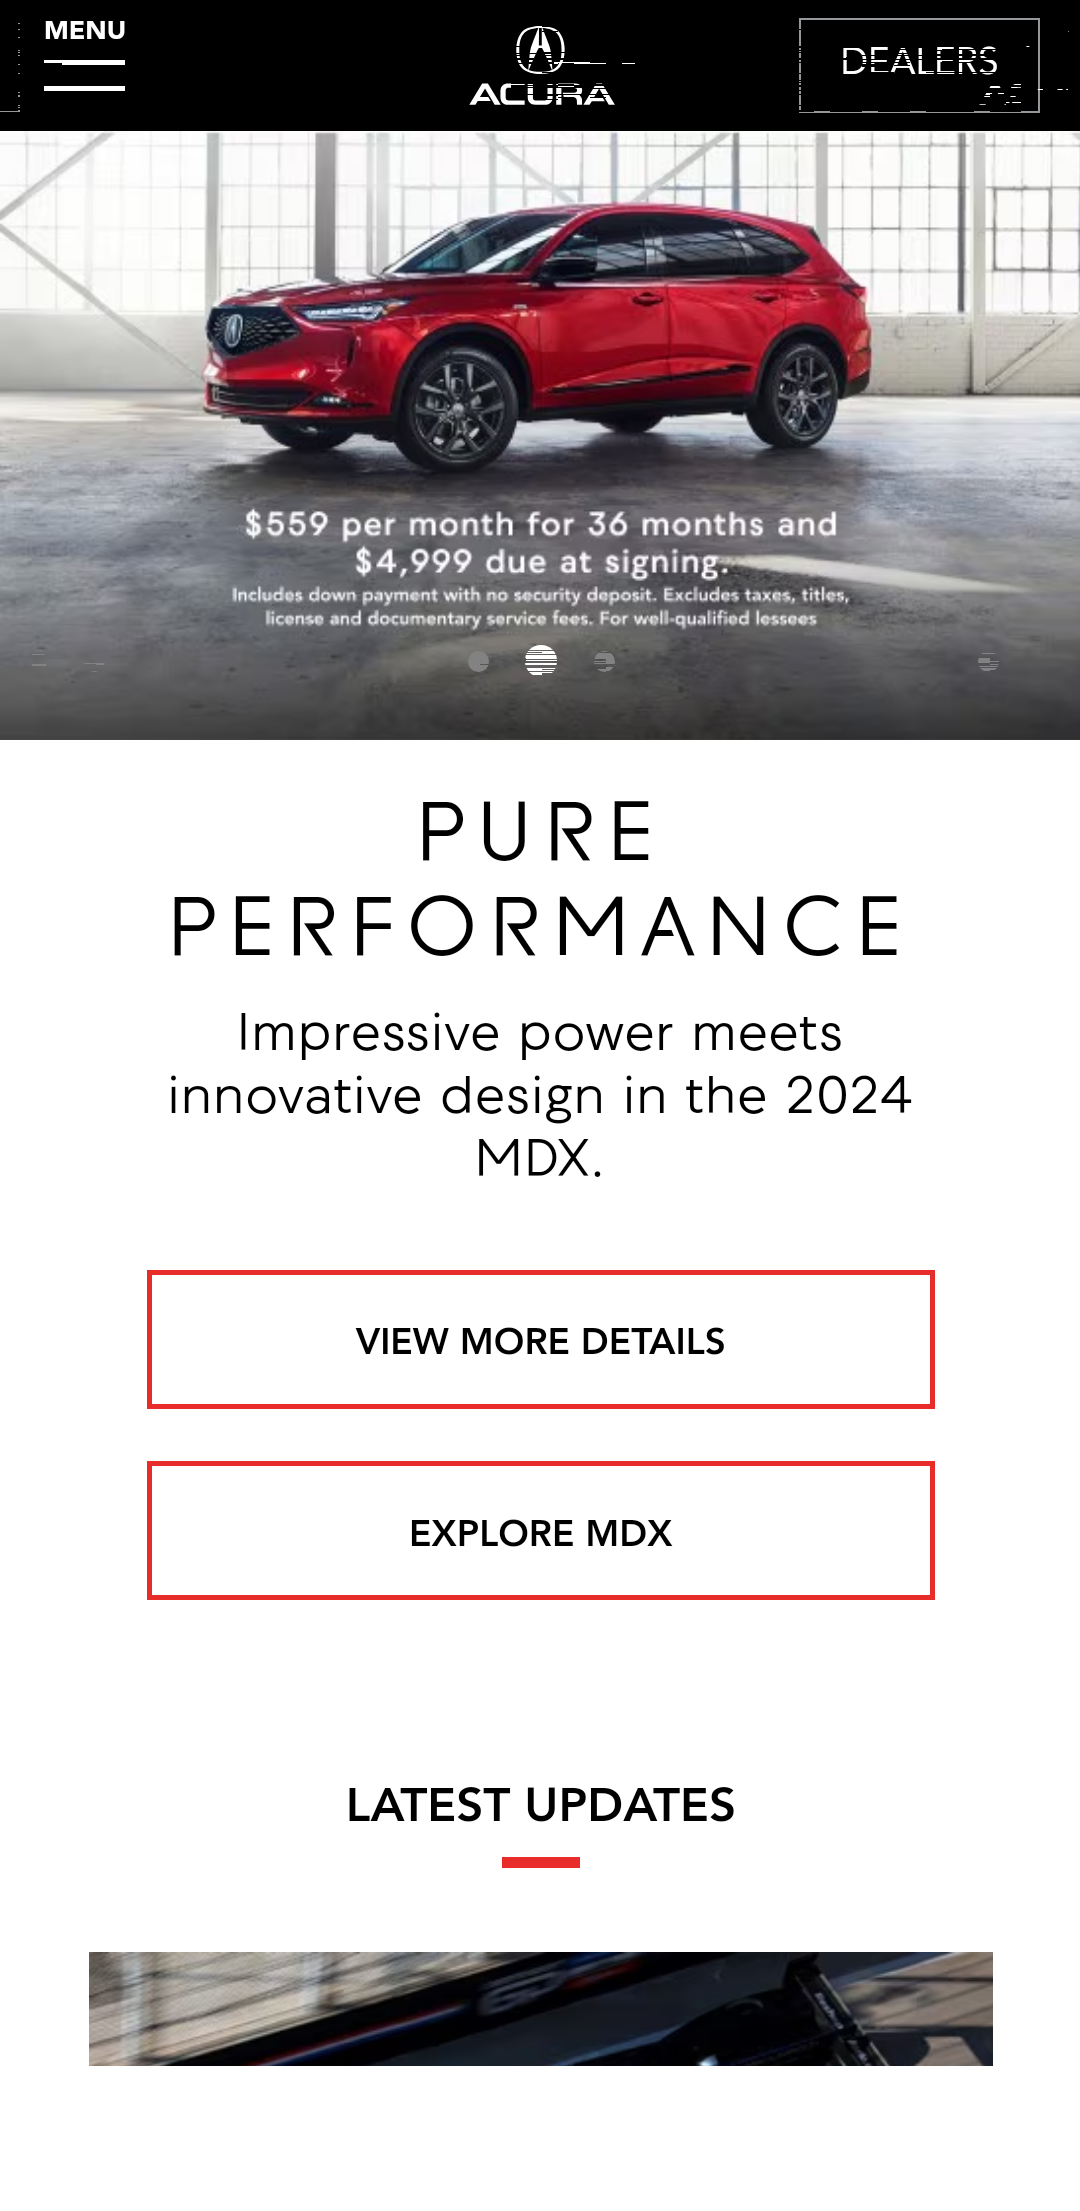 MENU
ACURA
DEALERS
$559 per month for 36 months and
$4,999 due at signing.
Includes down payment with no security deposit. Excludes taxes, titles,
license and documentary service fees. For well-qualified lessees
PURE
PERFORMANCE
Impressive power meets
innovative design in the 2024
MDX.
VIEW MORE DETAILS
EXPLORE MDX
LATEST UPDATES